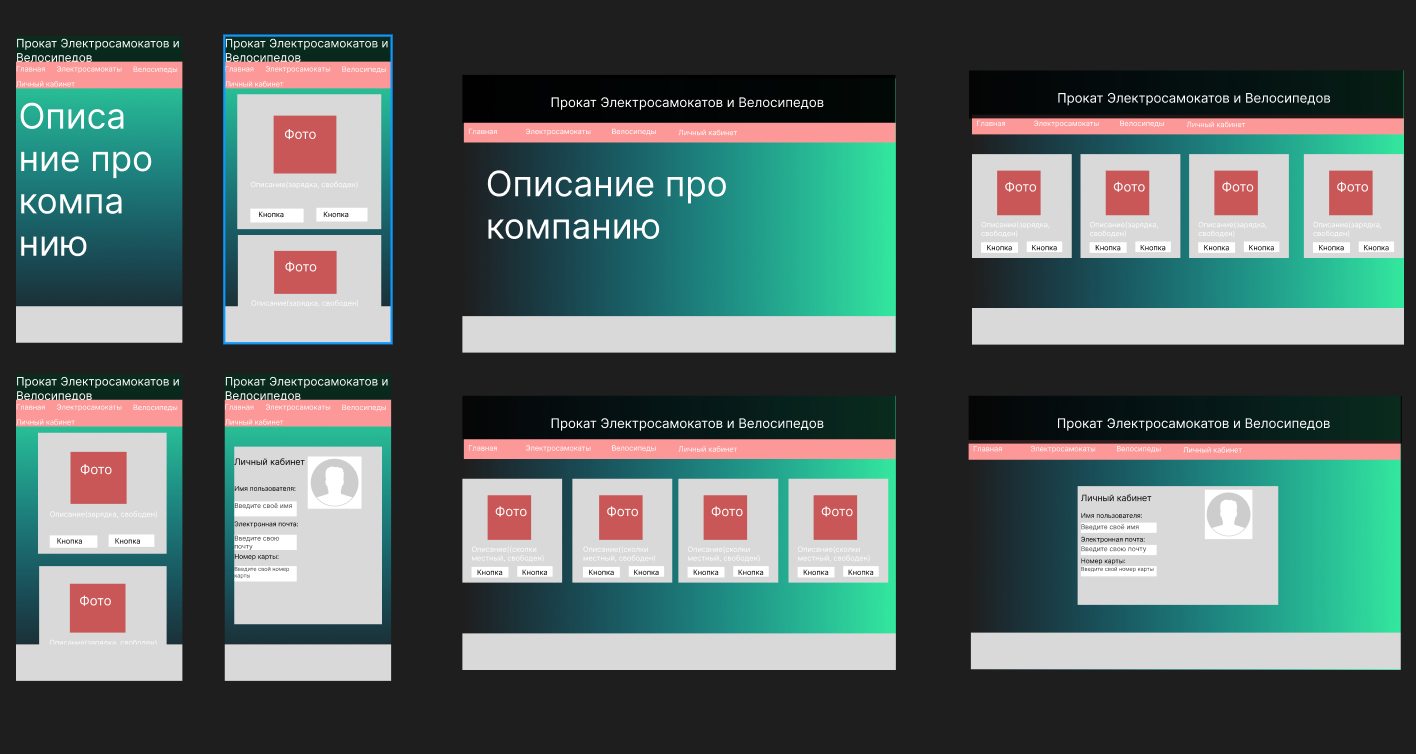 Прокат Электросамокатов и
Велосипедов
Главная Электросамокаты Велосипеды
Личный кабинет
Описа
ние про
компа
нию
Прокат Электросамокатов и
Велосипедов
Главная Электросамокаты Велосипеды
Личный кабинет
Фото
Описание(зарядка, свободен)
Кнопка Кнопка
Фото
Описание(зарядка, свободен)
Прокат Электросамокатов и Велосипедов
Главная Электросамокаты Велосипеды Личный кабинет
Описание про
компанию
Прокат Электросамокатов и Велосипедов
Главная Электросамокаты Велосипеды Личный кабинет
Фото Фото Фото Фото
Описание(зарядка, Описание(зарядка, Описание(зарядка, Описание(зарядка,
свободен) свободен) свободен) свободен)
Кнопка Кнопка Кнопка Кнопка Кнопка Кнопка Кнопка Кнопка
Прокат Электросамокатов и
Велосипедов
Главная Электросамокаты Велосипеды
Личный кабинет
Фото
Описание(зарядка, свободен)
Кнопка Кнопка
Фото
Описание(зарядка, свободен)
Прокат Электросамокатов и
Велосипедов
Главная Электросамокаты Велосипеды
Личный кабинет
Личный кабинет
Имя пользователя:
Введите своё имя
Электронная почта:
Введите свою
почту
Номер карты:
Введите свой номер
карты
Прокат Электросамокатов и Велосипедов
Главная Электросамокаты Велосипеды Личный кабинет
Фото Фото Фото Фото
Описание((сколки Описание((сколки Описание((сколки Описание((сколки
местный, свободен) местный, свободен) местный, свободен) местный, свободен)
Кнопка Кнопка Кнопка Кнопка Кнопка Кнопка Кнопка Кнопка
Прокат Электросамокатов и Велосипедов
Главная Электросамокаты Велосипеды Личный кабинет
Личный кабинет
Имя пользователя:
Введите своё имя
Электронная почта:
Введите свою почту
Номер карты:
Введите свой номер карты